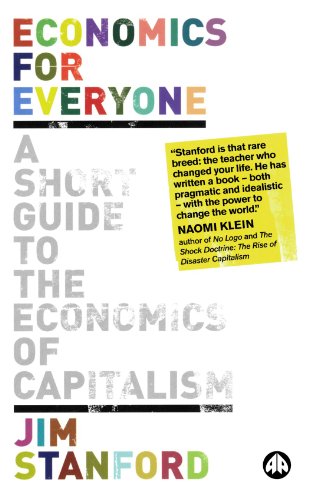 ECONOMICS
FOR
EVERYONE
A
SHORT
GUIDE
TO
THE
ECONOMICS
OF
CAPITALISM
"Stanford is that rare
breed: the teacher who
changed your life. He has
written a book – both
pragmatic and idealistic
– with the power to
change the world."
NAOMI KLEIN
author of No Logo and The
Shock Doctrine: The Rise of
Disaster Capitalism
JIM
STANFORD